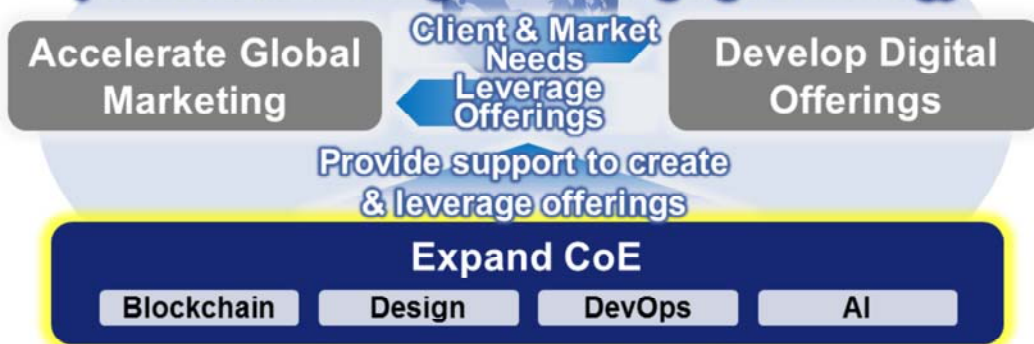 Accelerate Global
Marketing
Client & Market
Needs
Leverage
Offerings
Develop Digital
Offerings
Provide support to create
& leverage offerings
Expand CoE
Blockchain
Design
DevOps
AI